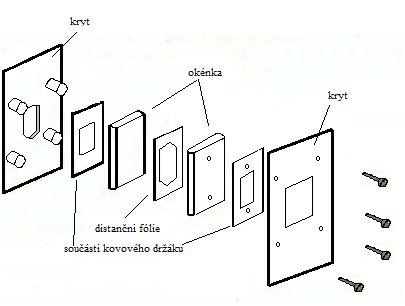 kryt
okénka
kryt
distanční fólie
součásti kovového držáku